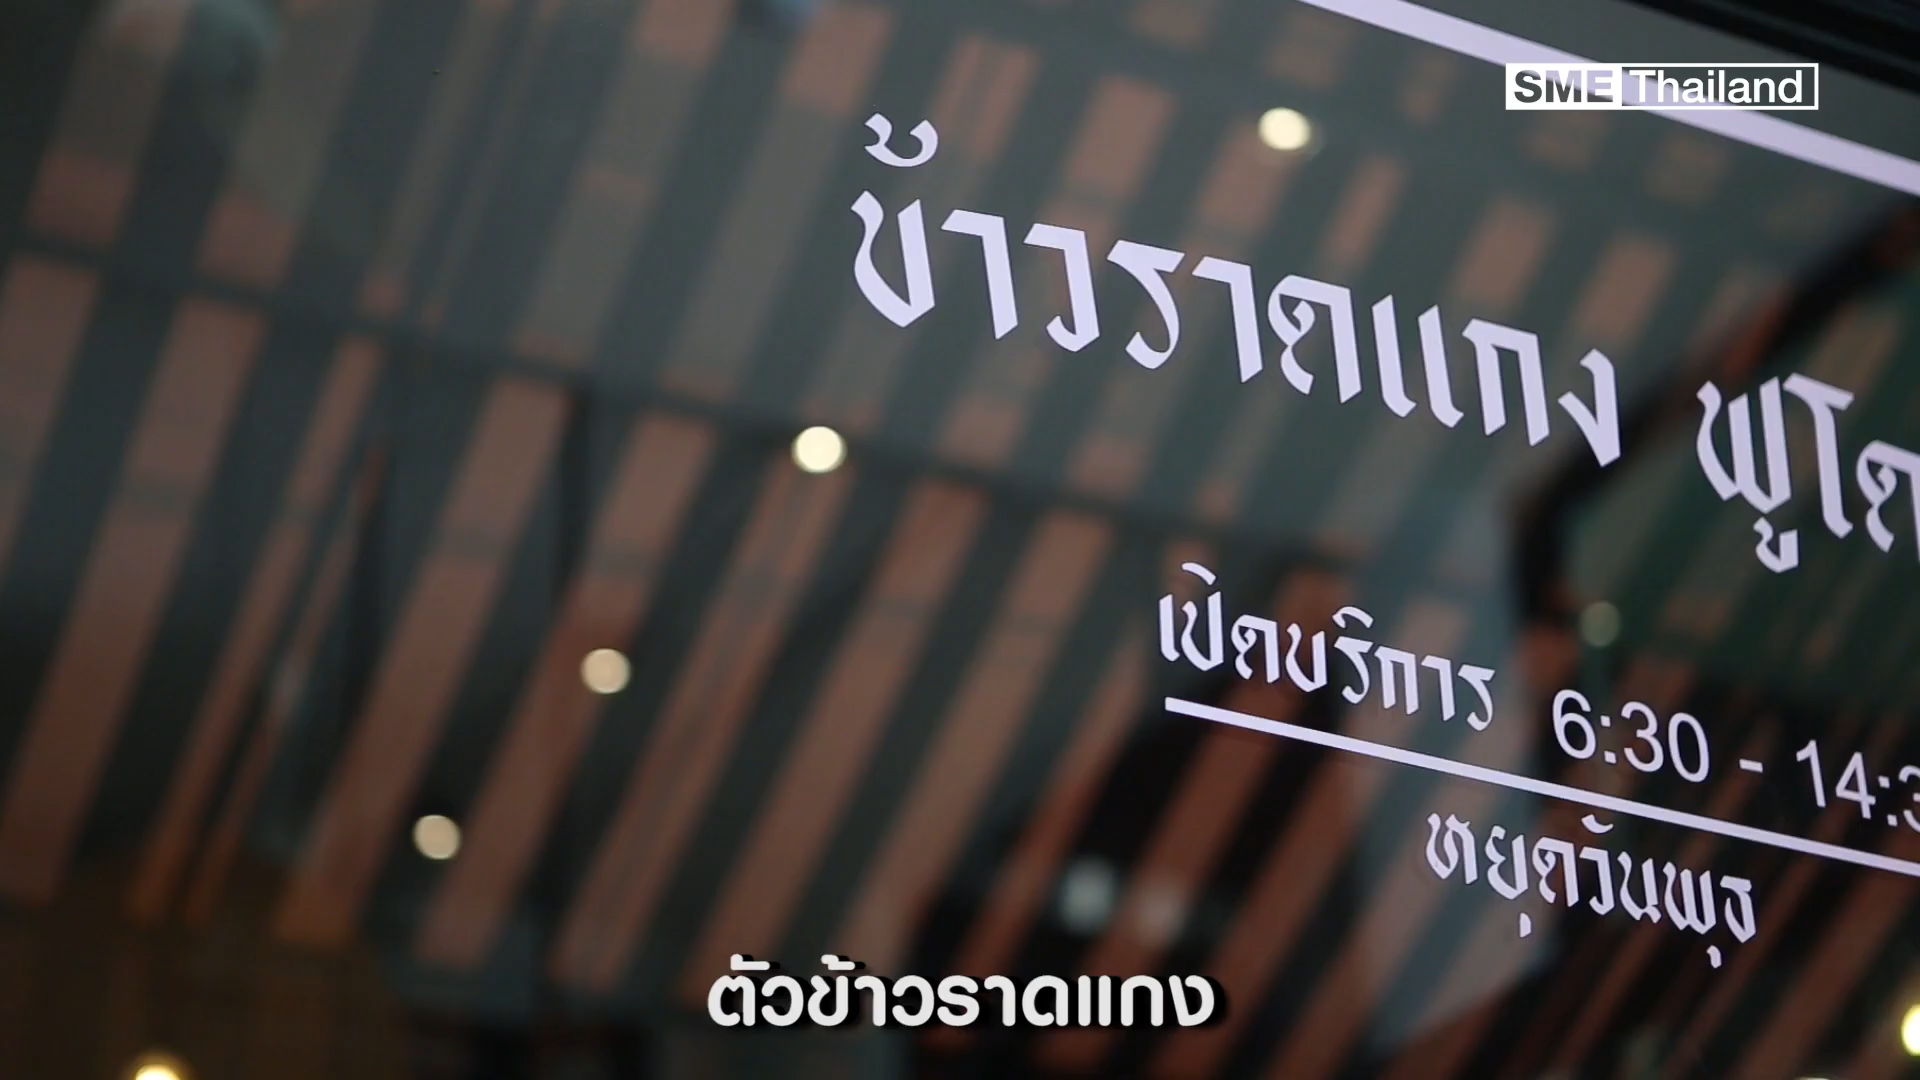 SME Thailand
ข้าวราดแกง
เปิดบริการ 6:30 - 14:3
หยุดวันพุธ
ตัวข้าวราดแกง